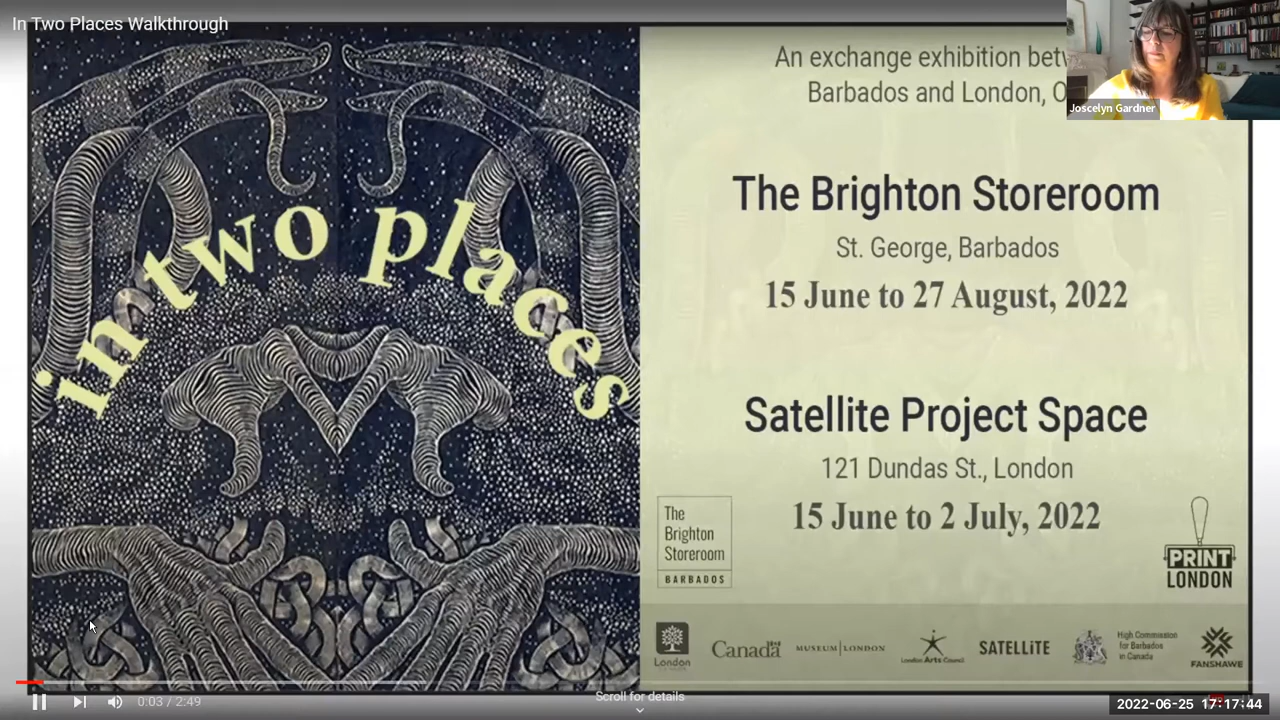 In Two Places Walkthrough
in two places
An exchange exhibition betw
Barbados and London, O
Joscelyn Gardner
The Brighton Storeroom
St. George, Barbados
15 June to 27 August, 2022
Satellite Project Space
121 Dundas St., London
15 June to 2 July, 2022
The
Brighton
Storeroom
BARBADOS
PRINT
LONDON
London
Canada
MUSEUM LONDON
London Arts Council
SATELLiTE
High Commission
for Barbados
in Canada
FANSHAWE
0:03 / 2:49
Scroll for details
2022-06-25 17:17:44